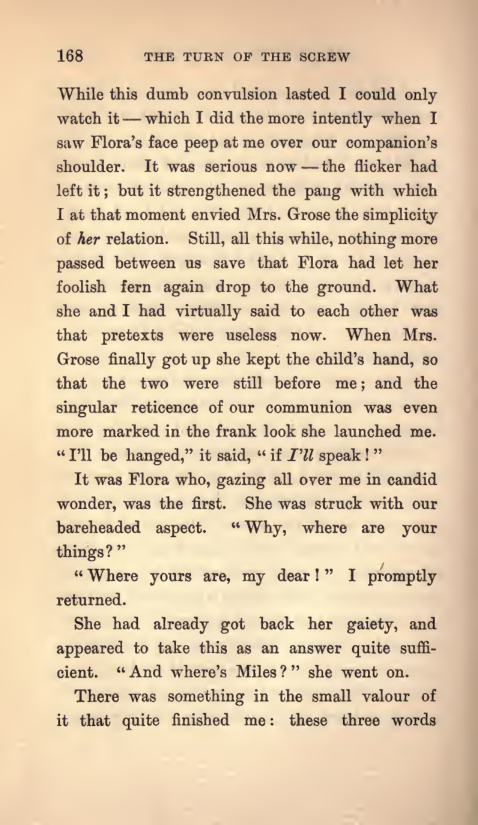 168 THE TURN OF THE SCREW
While this dumb convulsion lasted I could only
watch it — which I did the more intently when I
saw Flora's face peep at me over our companion's
shoulder. It was serious now — the flicker had
left it; but it strengthened the pang with which
I at that moment envied Mrs. Grose the simplicity
of her relation. Still, all this while, nothing more
passed between us save that Flora had let her
foolish fern again drop to the ground. What
she and I had virtually said to each other was
that pretexts were useless now. When Mrs.
Grose finally got up she kept the child's hand, so
that the two were still before me; and the
singular reticence of our communion was even
more marked in the frank look she launched me.
"I'll be hanged," it said, "if I'll speak!"
It was Flora who, gazing all over me in candid
wonder, was the first. She was struck with our
bareheaded aspect. "Why, where are your
things?"
"Where yours are, my dear!" I promptly
returned.
She had already got back her gaiety, and
appeared to take this as an answer quite suffi-
cient. "And where's Miles?" she went on.
There was something in the small valour of
it that quite finished me: these three words